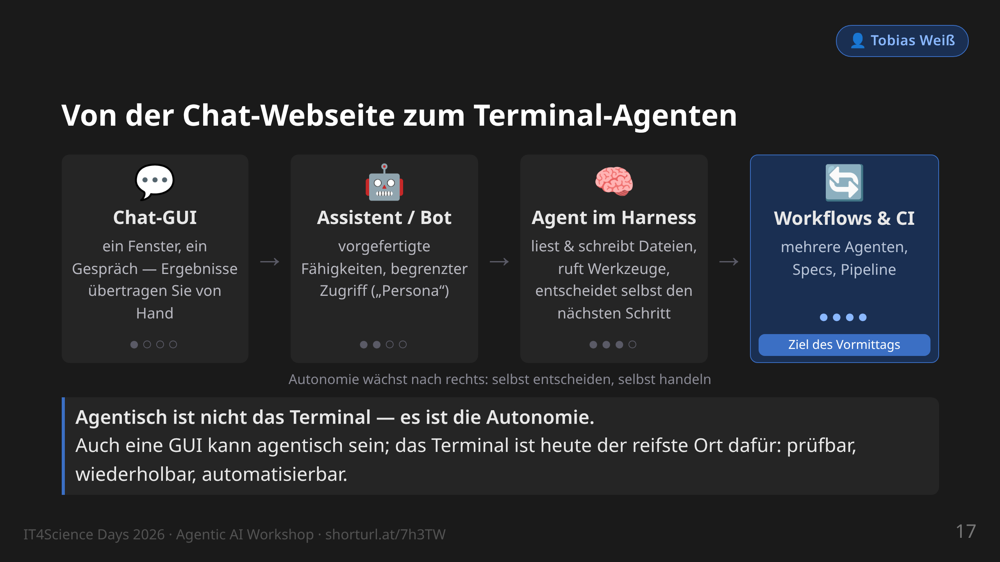 Tobias Weiß
Von der Chat-Webseite zum Terminal-Agenten
Chat-GUI
ein Fenster, ein
Gespräch — Ergebnisse
übertragen Sie von
Hand
→
Assistent / Bot
vorgefertigte
Fähigkeiten, begrenzter
Zugriff („Persona“)
→
Agent im Harness
liest & schreibt Dateien,
ruft Werkzeuge,
entscheidet selbst den
nächsten Schritt
→
Workflows & CI
mehrere Agenten,
Specs, Pipeline
Ziel des Vormittags
Autonomie wächst nach rechts: selbst entscheiden, selbst handeln
Agentisch ist nicht das Terminal — es ist die Autonomie.
Auch eine GUI kann agentisch sein; das Terminal ist heute der reifste Ort dafür: prüfbar,
wiederholbar, automatisierbar.
IT4Science Days 2026 · Agentic AI Workshop · shorturl.at/7h3TW
17